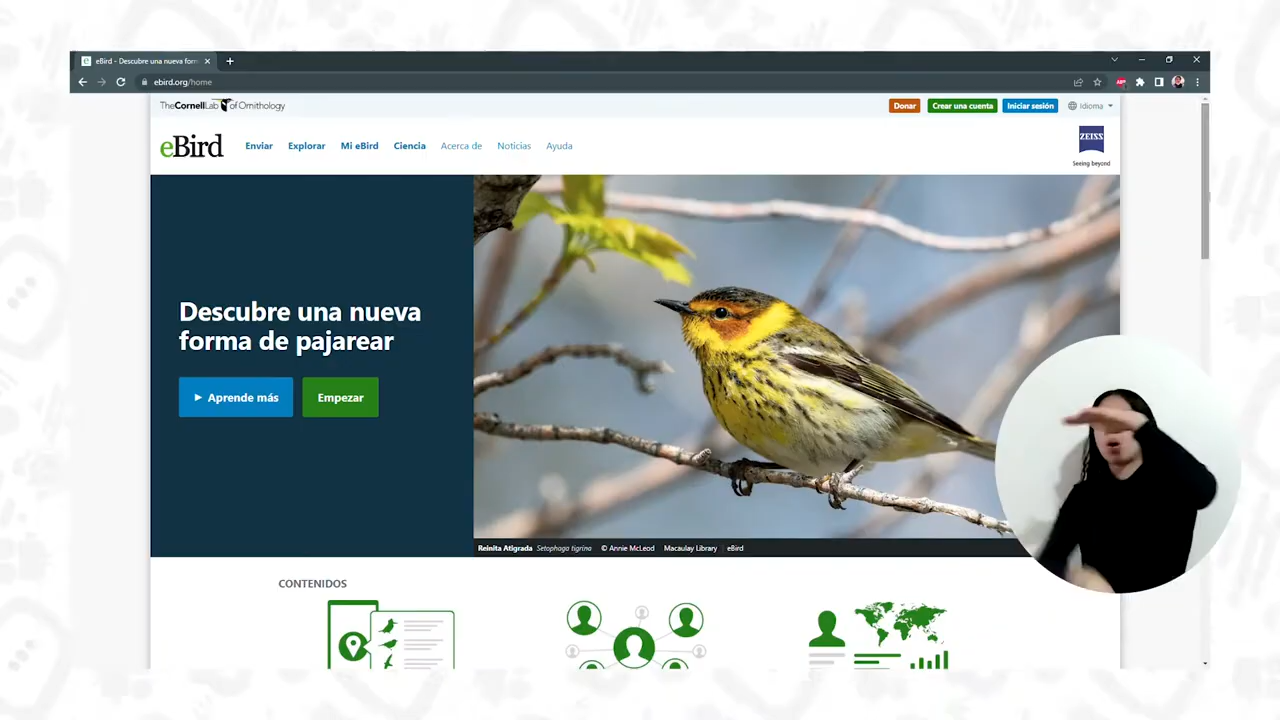 eBird - Descubre una nueva form
ebird.org/home
TheCornellLab of Ornithology
Donar
Crear una cuenta
Iniciar sesión
Idioma
eBird
Enviar
Explorar
Mi eBird
Ciencia
Acerca de
Noticias
Ayuda
ZEISS
Seeing beyond
Descubre una nueva
forma de pajarear
Aprende más
Empezar
Reinita Atigrada Setophaga tigrina © Annie McLeod Macaulay Library eBird
CONTENIDOS